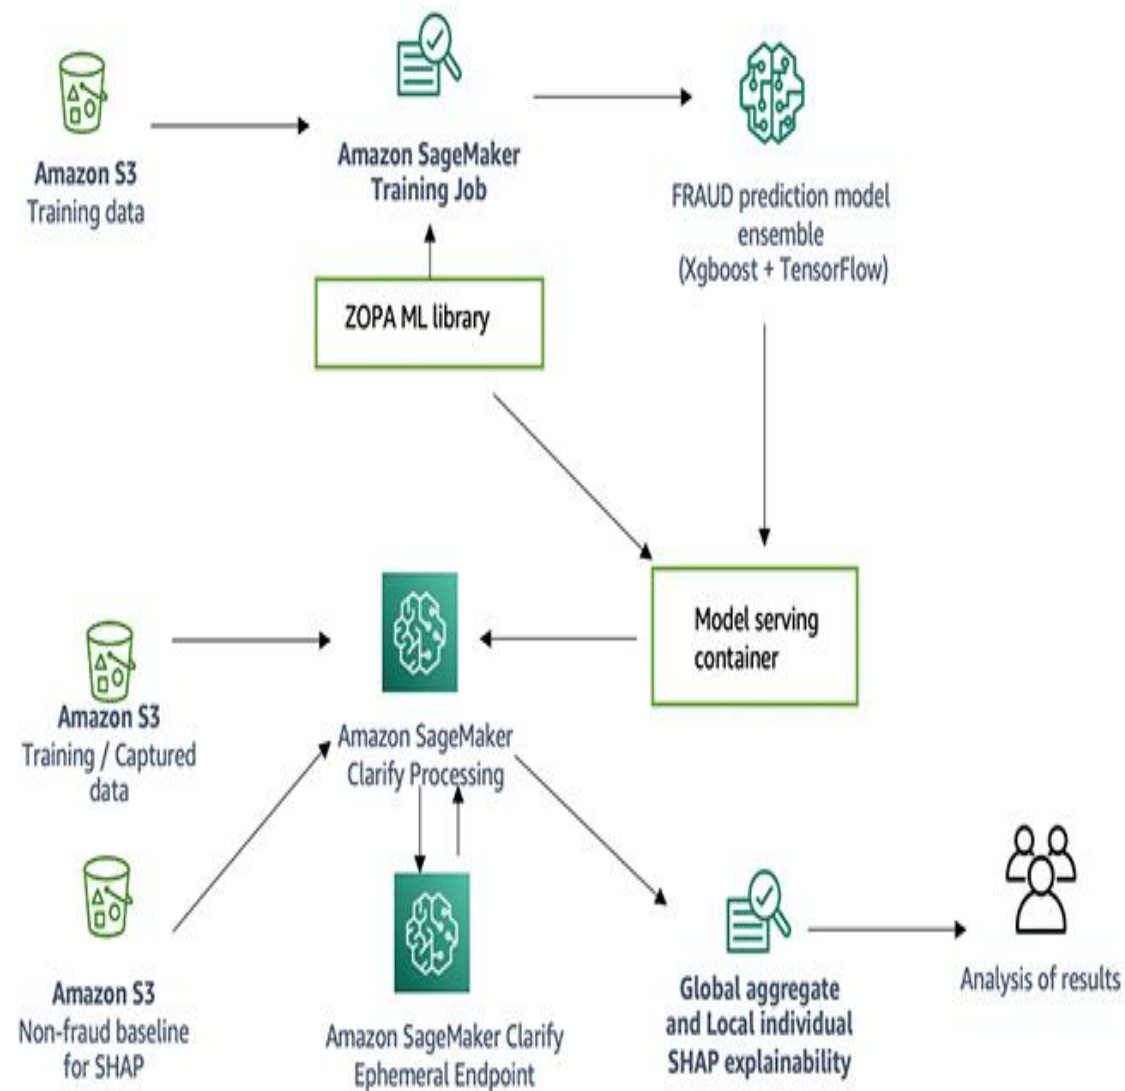 Amazon S3
Training data
Amazon SageMaker
Training Job
FRAUD prediction model
ensemble
(Xgboost + TensorFlow)
ZOPA ML library
Model serving
container
Amazon S3
Training / Captured
data
Amazon SageMaker
Clarify Processing
Amazon S3
Non-fraud baseline
for SHAP
Amazon SageMaker Clarify
Ephemeral Endpoint
Global aggregate
and Local individual
SHAP explainability
Analysis of results